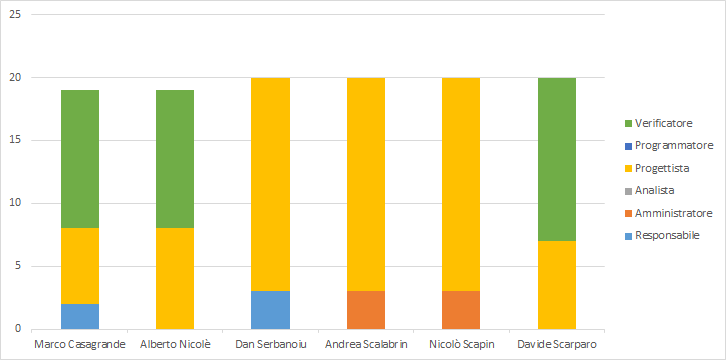 25
20
15
10
5
0
Marco Casagrande Alberto Nicolè Dan Serbanoiu Andrea Scalabrin Nicolò Scapin Davide Scarparo
Verificatore
Programmatore
Progettista
Analista
Amministratore
Responsabile